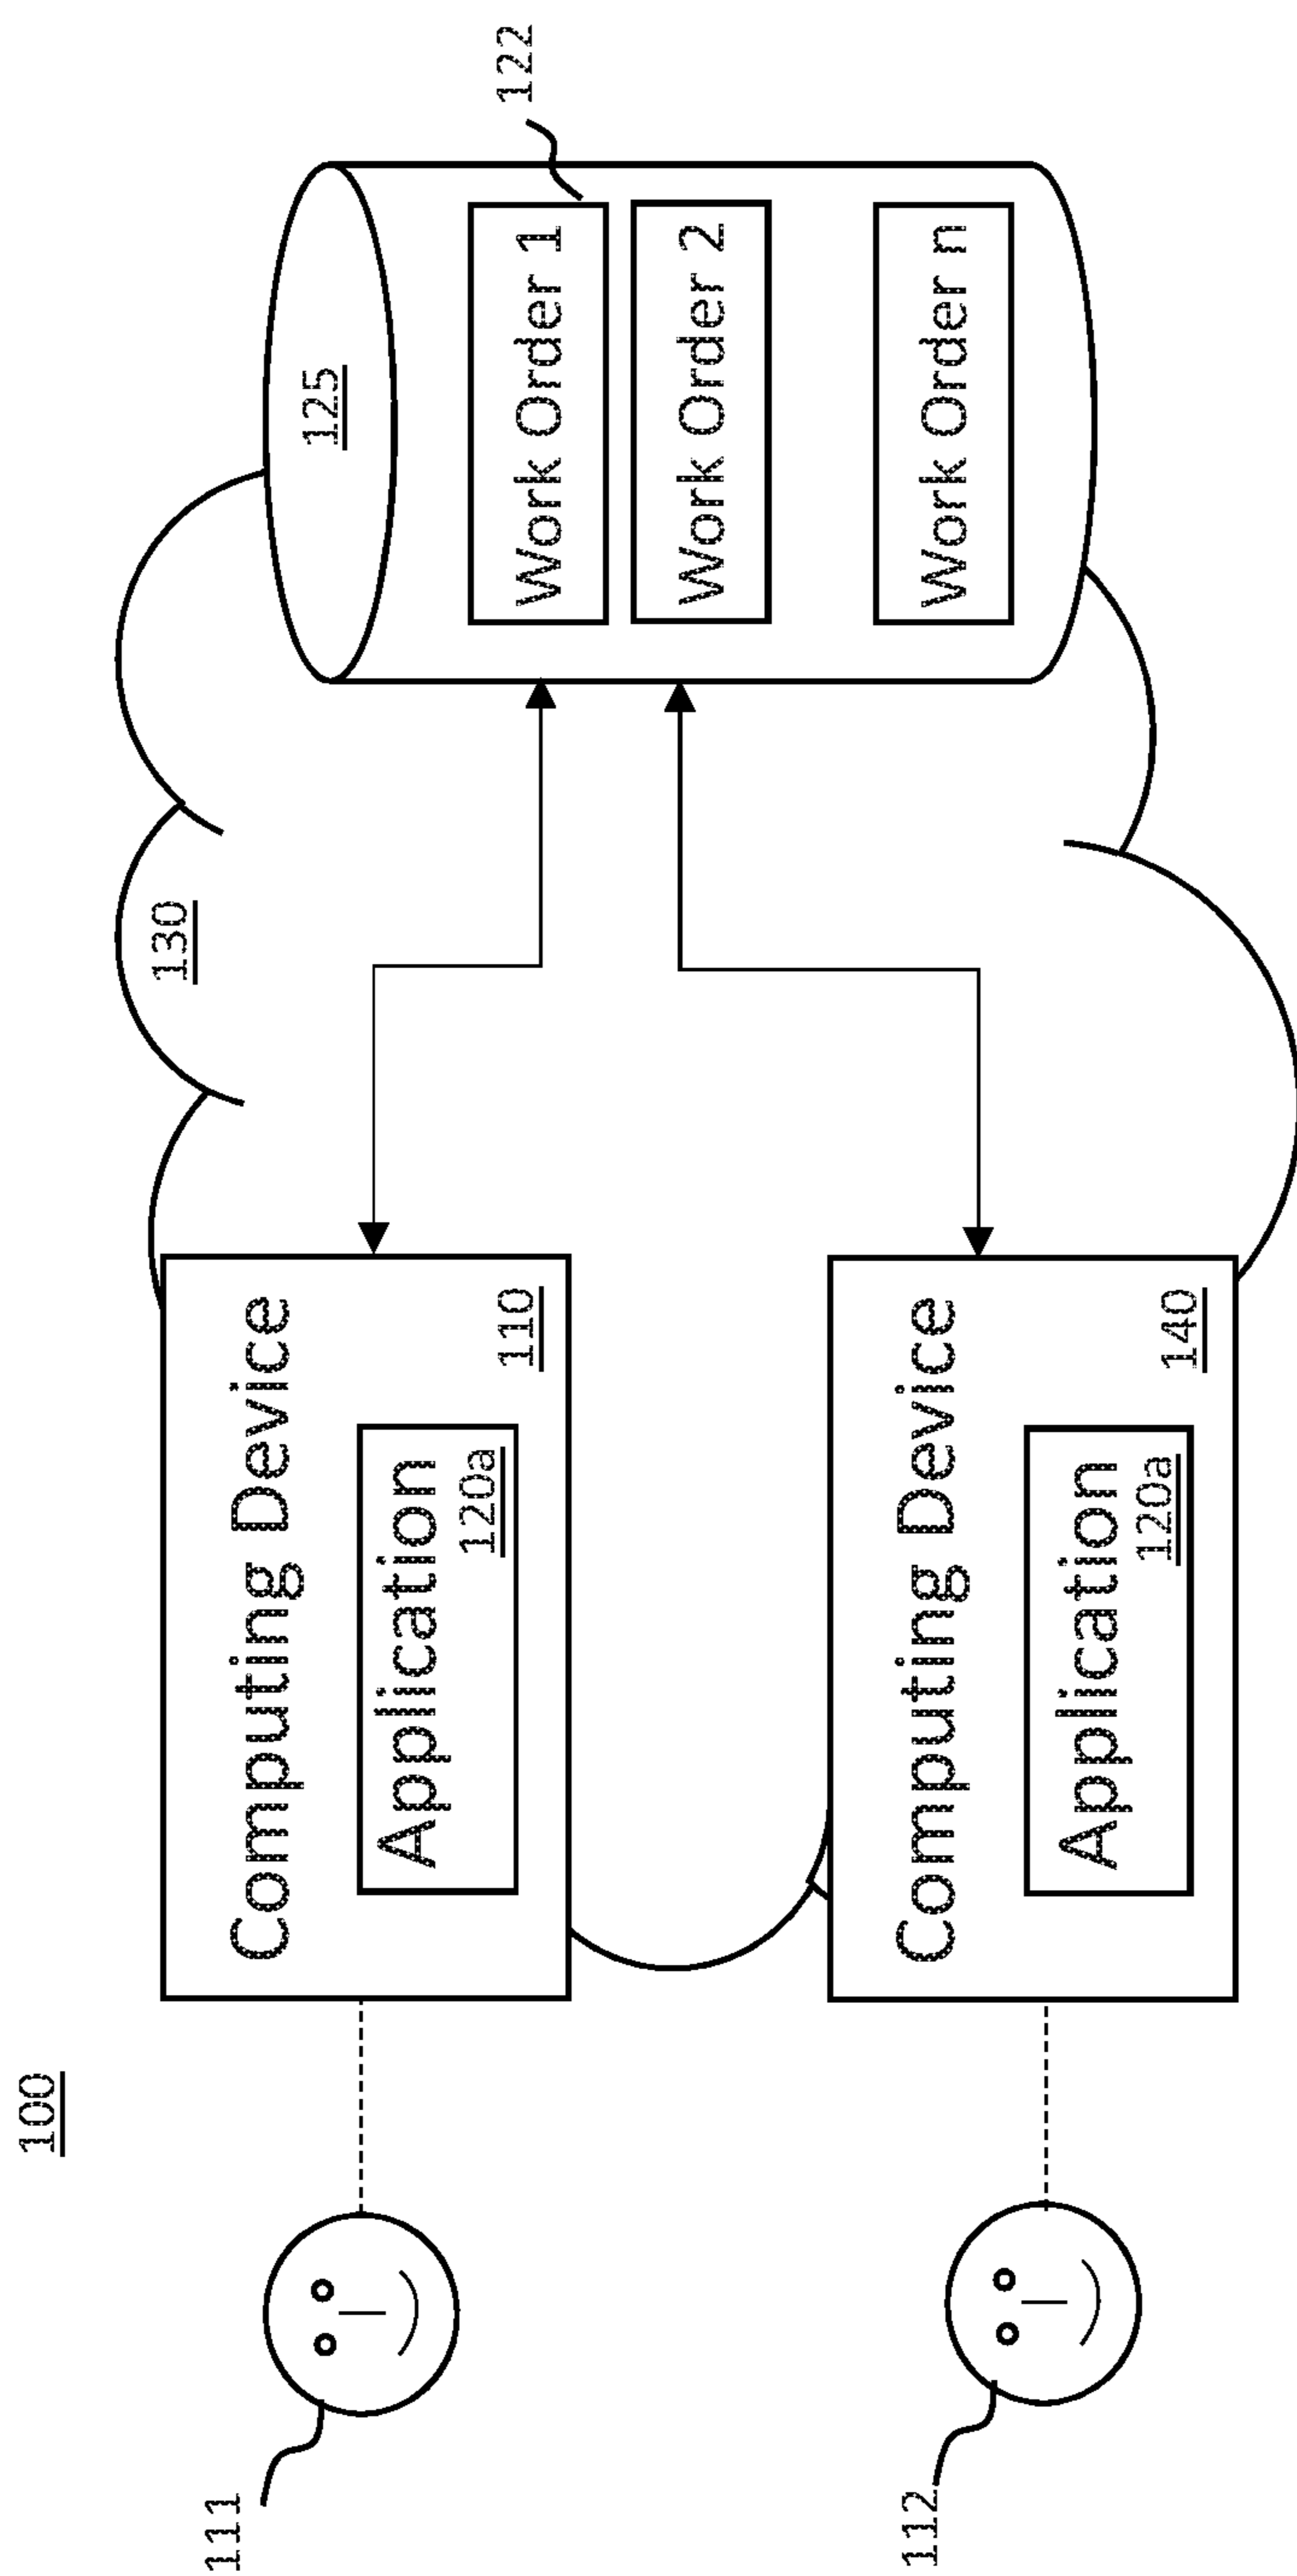 100
130
125
122
Work Order 1
Work Order 2
Work Order n
111
Computing Device
Application
120a
110
112
Computing Device
Application
120a
140